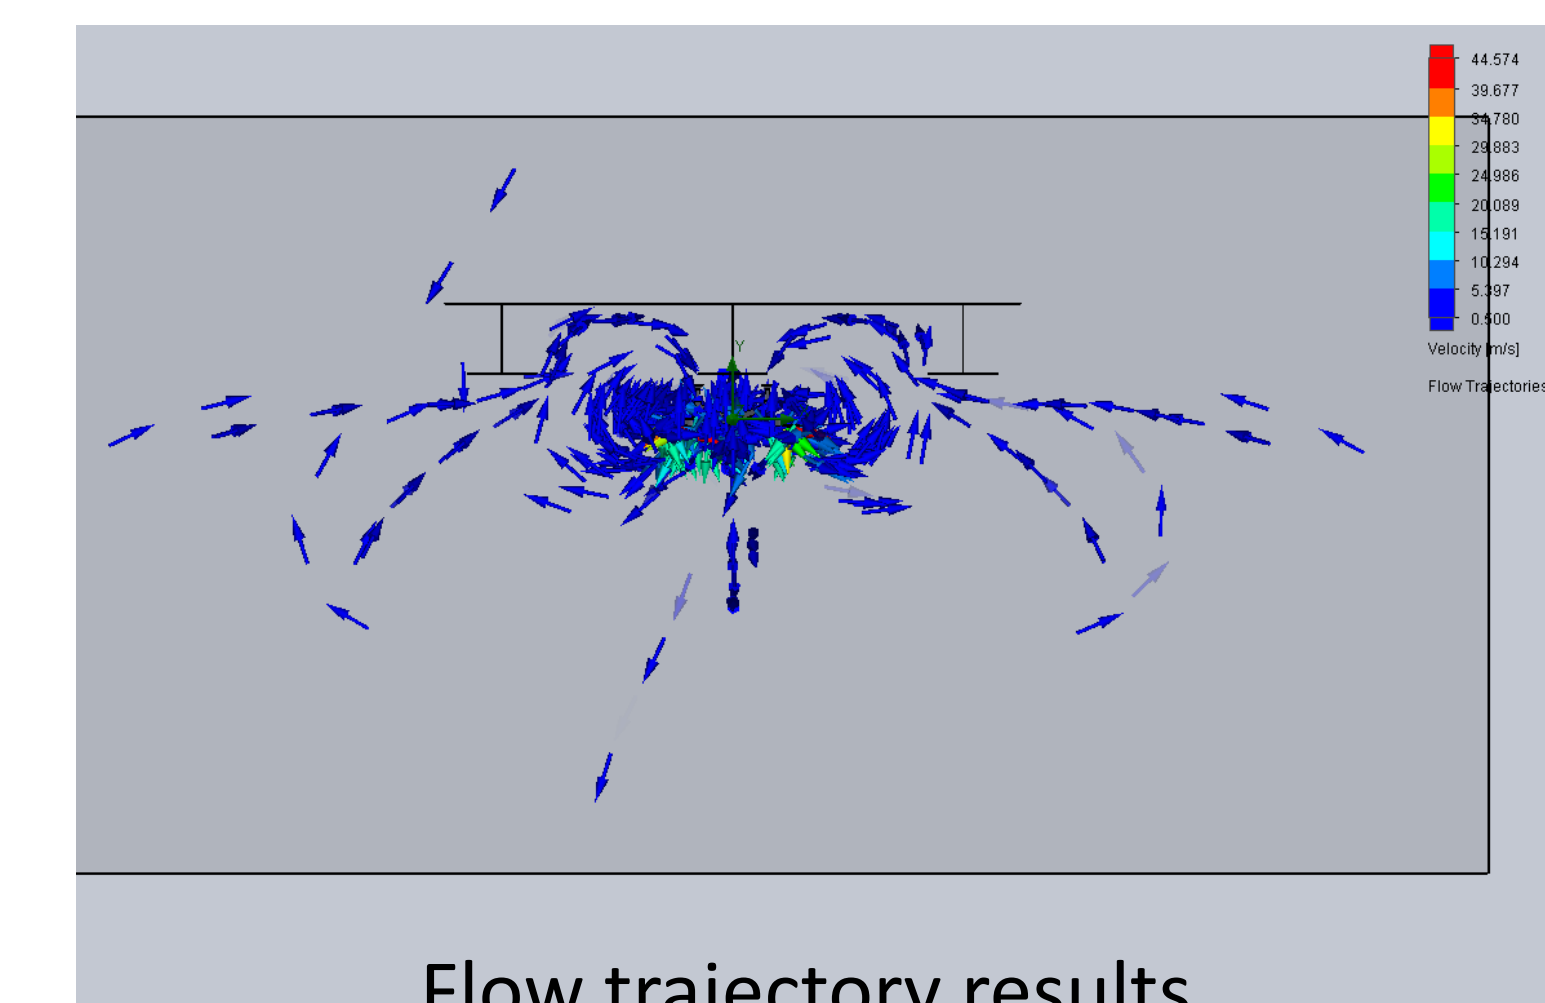 44.574
39.677
34.780
29.883
24.986
20.089
15.191
10.294
5.397
0.500
Velocity [m/s]
Flow Trajectories
Y
Flow trajectory results